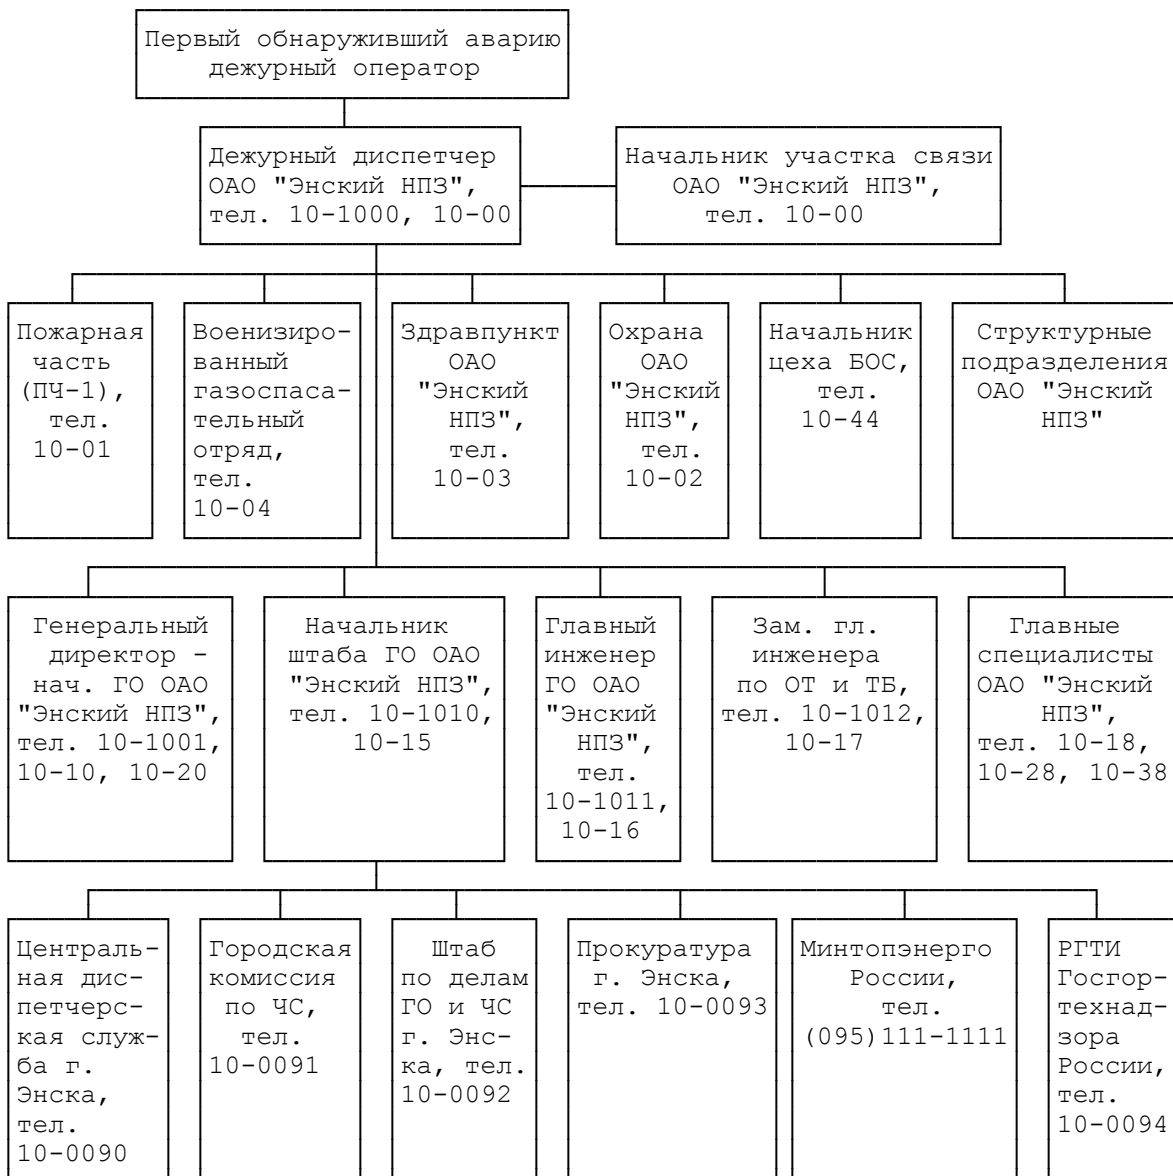 Первый обнаруживший аварию
дежурный оператор
Дежурный диспетчер
ОАО "Энский НПЗ",
тел. 10-1000, 10-00
Начальник участка связи
ОАО "Энский НПЗ",
тел. 10-00
Пожарная
часть
(ПЧ-1),
тел.
10-01
Военизиро-
ванный
газоспаса-
тельный
отряд,
тел.
10-04
Здравпункт
ОАО
"Энский
НПЗ",
тел.
10-03
Охрана
ОАО
"Энский
НПЗ",
тел.
10-02
Начальник
цеха БОС,
тел.
10-44
Структурные
подразделения
ОАО "Энский
НПЗ"
Генеральный
директор -
нач. ГО ОАО
"Энский НПЗ",
тел. 10-1001,
10-10, 10-20
Начальник
штаба ГО ОАО
"Энский НПЗ",
тел. 10-1010,
10-15
Главный
инженер
ГО ОАО
"Энский
НПЗ",
тел.
10-1011,
10-16
Зам. гл.
инженера
по ОТ и ТБ,
тел. 10-1012,
10-17
Главные
специалисты
ОАО "Энский
НПЗ",
тел. 10-18,
10-28, 10-38
Централь-
ная дис-
петчерс-
кая служ-
ба г.
Энска,
тел.
10-0090
Городская
комиссия
по ЧС,
тел.
10-0091
Штаб
по делам
ГО и ЧС
г. Энс-
ка, тел.
10-0092
Прокуратура
г. Энска,
тел. 10-0093
Минтопэнерго
России,
тел.
(095)111-1111
РГТИ
Госгор-
технад-
зора
России,
тел.
10-0094